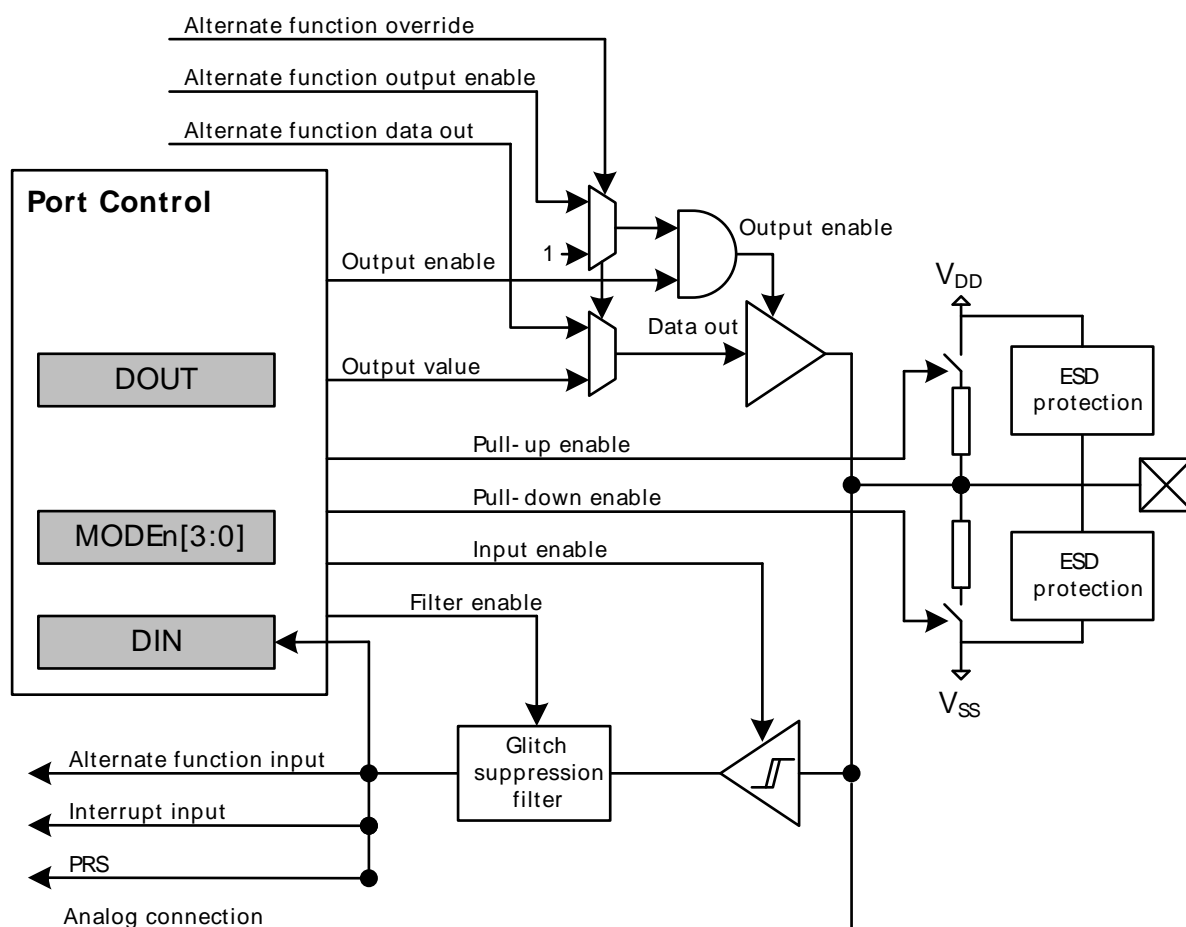 Alternate function override
Alternate function output enable
Alternate function data out
Port Control
Output enable
1
Output enable
VDD
Data out
DOUT
Output value
ESD
protection
Pull-up enable
Pull-down enable
MODEn[3:0]
Input enable
ESD
protection
Filter enable
DIN
VSS
Glitch
suppression
filter
Alternate function input
Interrupt input
PRS
Analog connection